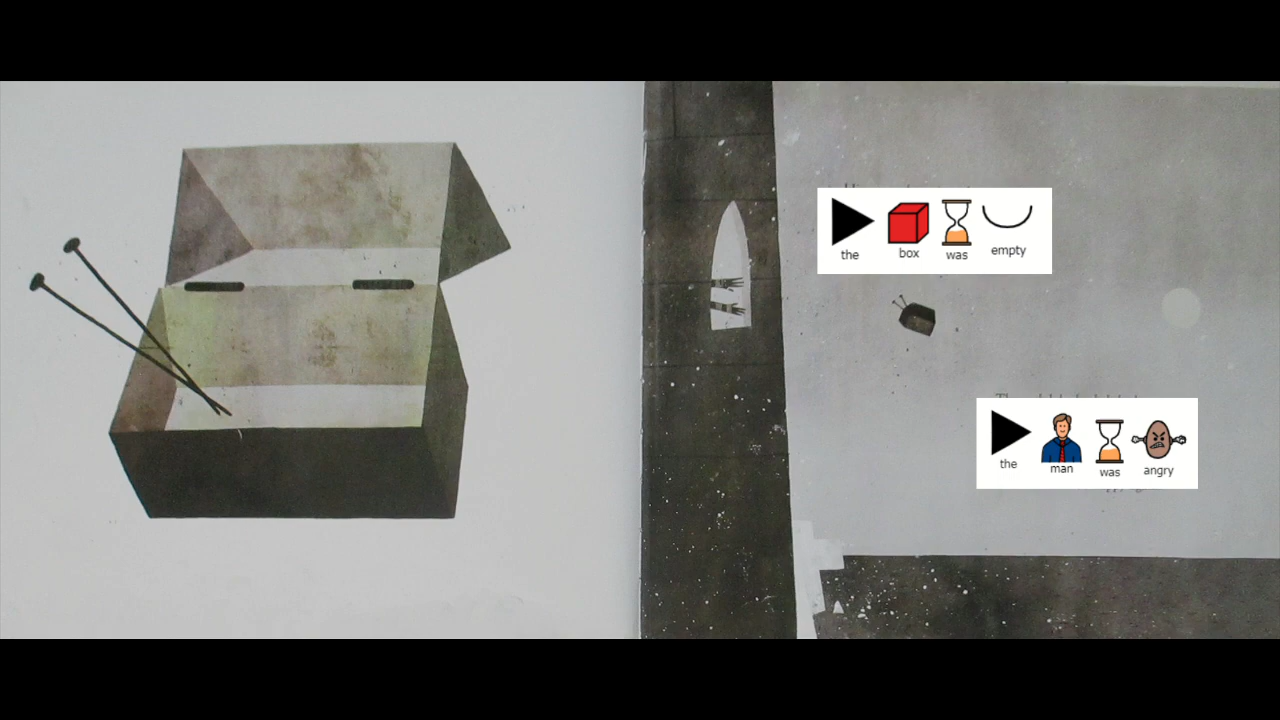 the box was empty
the man was angry